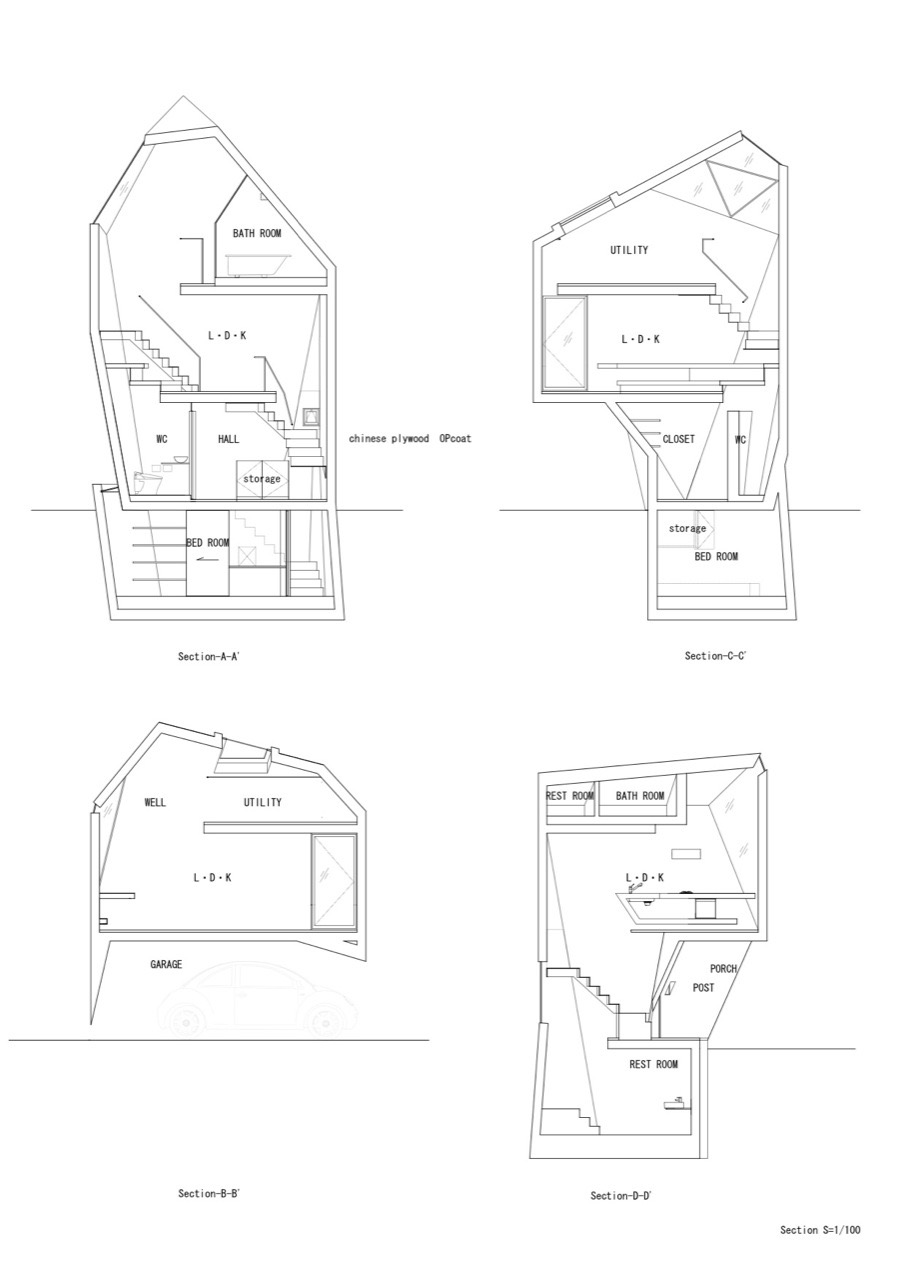 BATH ROOM
L・D・K
WC
HALL
storage
chinese plywood OPcoat
BED ROOM
Section-A-A'
UTILITY
L・D・K
CLOSET
WC
storage
BED ROOM
Section-C-C'
WELL
UTILITY
L・D・K
GARAGE
Section-B-B'
REST ROOM
BATH ROOM
L・D・K
PORCH
POST
REST ROOM
Section-D-D'
Section S=1/100